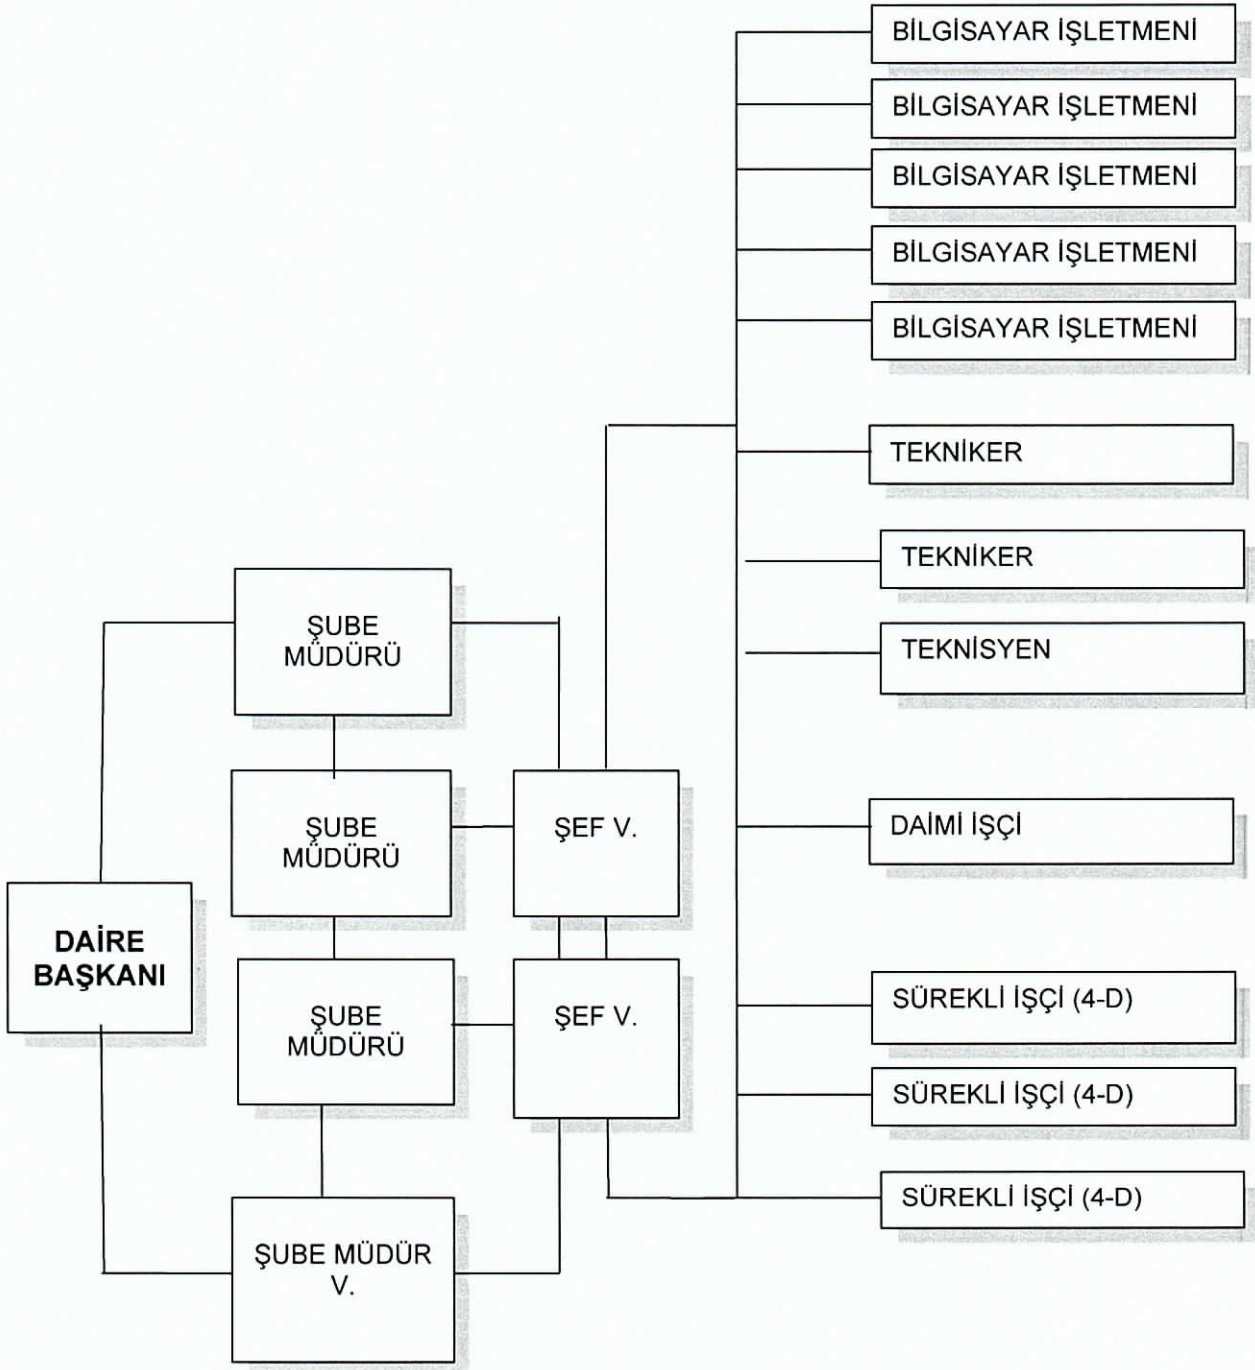 DAİRE
BAŞKANI
ŞUBE
MÜDÜRÜ
ŞUBE
MÜDÜRÜ
ŞUBE
MÜDÜRÜ
ŞUBE MÜDÜR
V.
ŞEF V.
ŞEF V.
BİLGİSAYAR İŞLETMENİ
BİLGİSAYAR İŞLETMENİ
BİLGİSAYAR İŞLETMENİ
BİLGİSAYAR İŞLETMENİ
BİLGİSAYAR İŞLETMENİ
TEKNİKER
TEKNİKER
TEKNİSYEN
DAİMİ İŞÇİ
SÜREKLİ İŞÇİ (4-D)
SÜREKLİ İŞÇİ (4-D)
SÜREKLİ İŞÇİ (4-D)